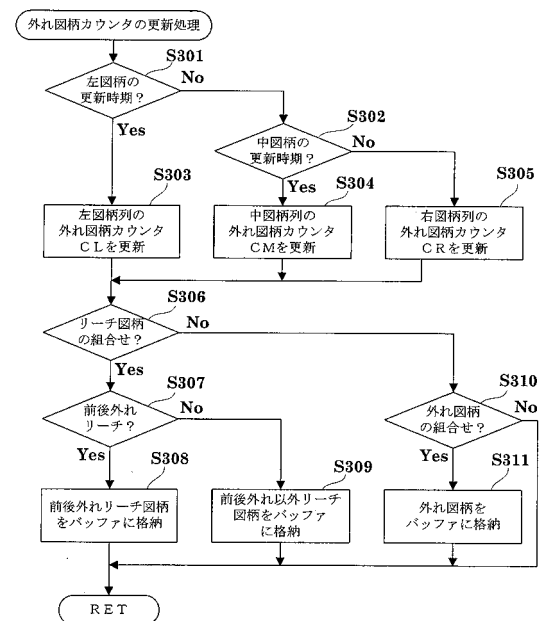 外れ図柄カウンタの更新処理
S301
左図柄の
更新時期？
No
Yes
S302
中図柄の
更新時期？
No
Yes
S303
左図柄列の
外れ図柄カウンタ
CLを更新
S304
中図柄列の
外れ図柄カウンタ
CMを更新
S305
右図柄列の
外れ図柄カウンタ
CRを更新
S306
リーチ図柄
の組合せ？
No
Yes
S307
前後外れ
リーチ？
No
Yes
S310
外れ図柄
の組合せ？
No
Yes
S308
前後外れリーチ図柄
をバッファに格納
S309
前後外れ以外リーチ
図柄をバッファ
に格納
S311
外れ図柄を
バッファに格納
RET